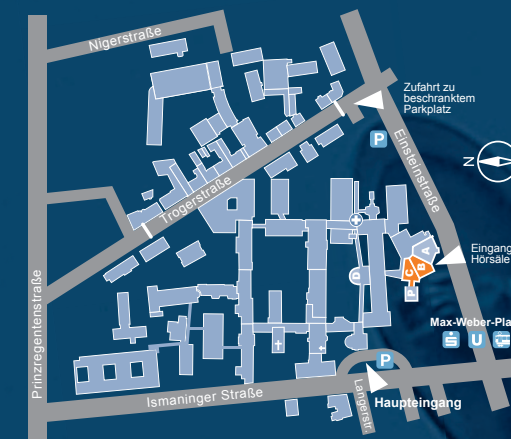 Nigerstraße
Zufahrt zu
beschranktem
Parkplatz
P
Einsteinstraße
N
Trogerstraße
A
B
C
D
P
Eingang
Hörsäle
Prinzregentenstraße
Max-Weber-Pla
S U
P
Ismaninger Straße
Langerstr.
Haupteingang